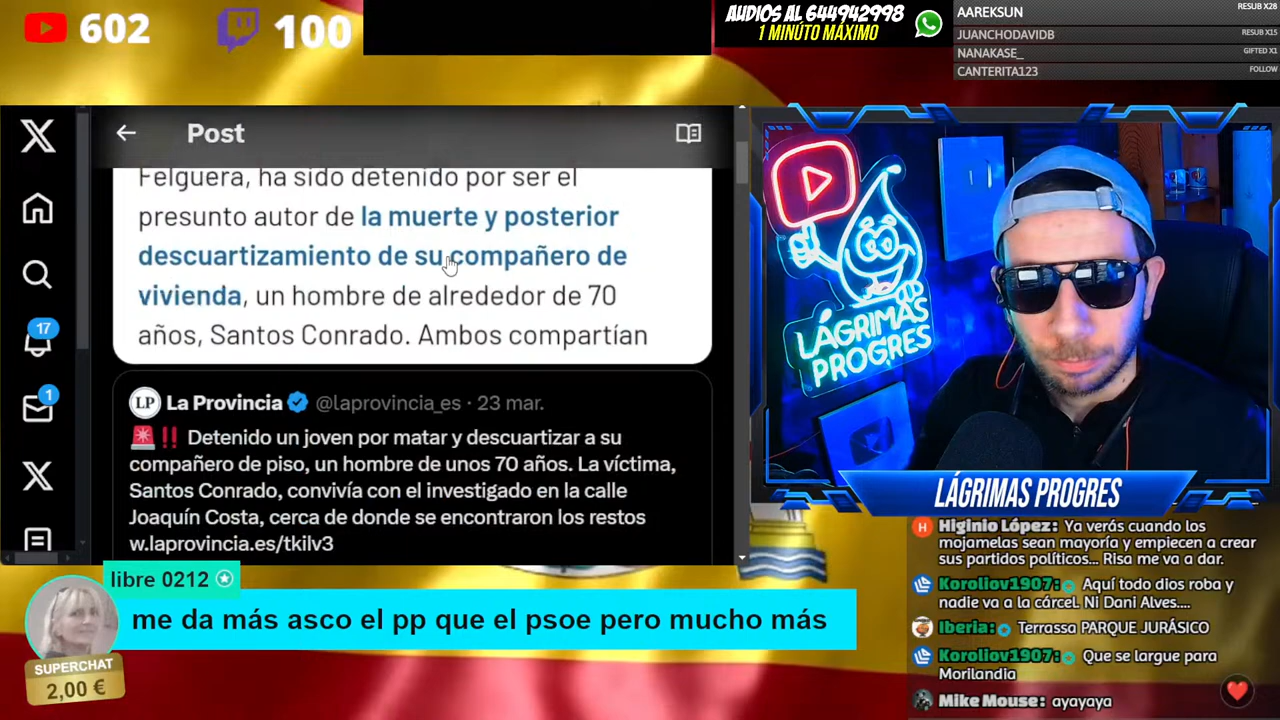 602
100
AUDIOS AL 644942998
1 MINÚTO MÁXIMO
AAREKSUN
RESUB X28
JUANCHODAVIDB
RESUB X15
NANAKASE_
GIFTED X1
CANTERITA123
FOLLOW
Post
Felguera, ha sido detenido por ser el
presunto autor de la muerte y posterior
descuartizamiento de su compañero de
vivienda, un hombre de alrededor de 70
años, Santos Conrado. Ambos compartían
17
1
LP La Provincia @laprovincia_es · 23 mar.
🚨‼️ Detenido un joven por matar y descuartizar a su
compañero de piso, un hombre de unos 70 años. La víctima,
Santos Conrado, convivía con el investigado en la calle
Joaquín Costa, cerca de donde se encontraron los restos
w.laprovincia.es/tkilv3
LÁGRIMAS
PROGRES
LÁGRIMAS PROGRES
libre 0212
me da más asco el pp que el psoe pero mucho más
SUPERCHAT
2,00 €
H Higinio López: Ya verás cuando los
mojamelas sean mayoría y empiecen a crear
sus partidos políticos... Risa me va a dar.
Koroliov1907: Aquí todo dios roba y
nadie va a la cárcel. Ni Dani Alves....
Iberia: Terrassa PARQUE JURÁSICO
Koroliov1907: Que se largue para
Morilandia
Mike Mouse: ayayaya